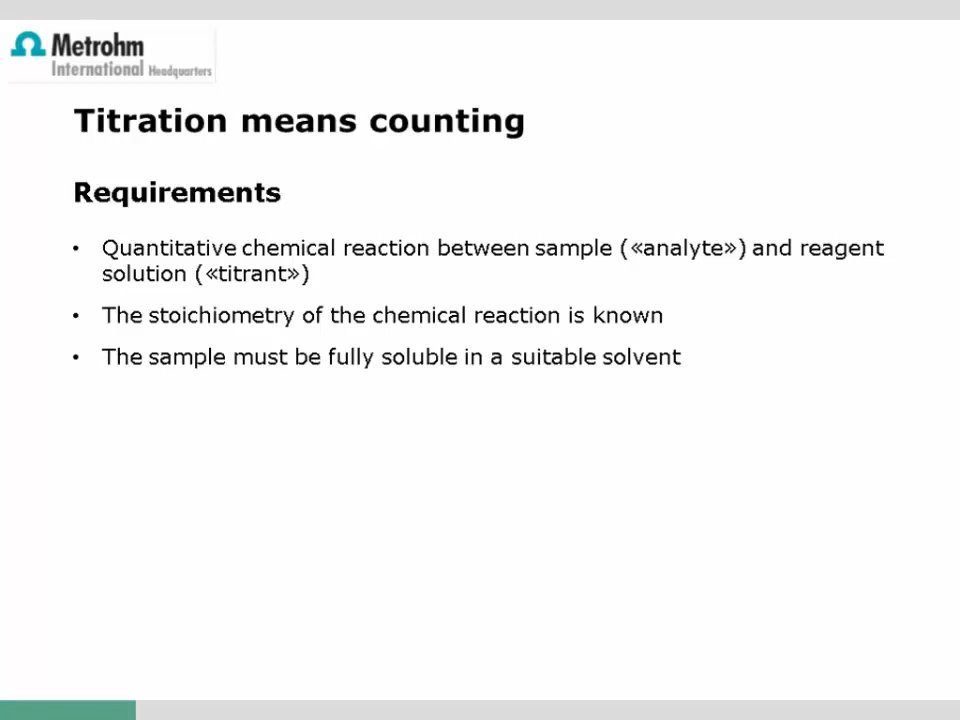 Metrohm
International Headquarters
Titration means counting
Requirements
• Quantitative chemical reaction between sample («analyte») and reagent
solution («titrant»)
• The stoichiometry of the chemical reaction is known
• The sample must be fully soluble in a suitable solvent